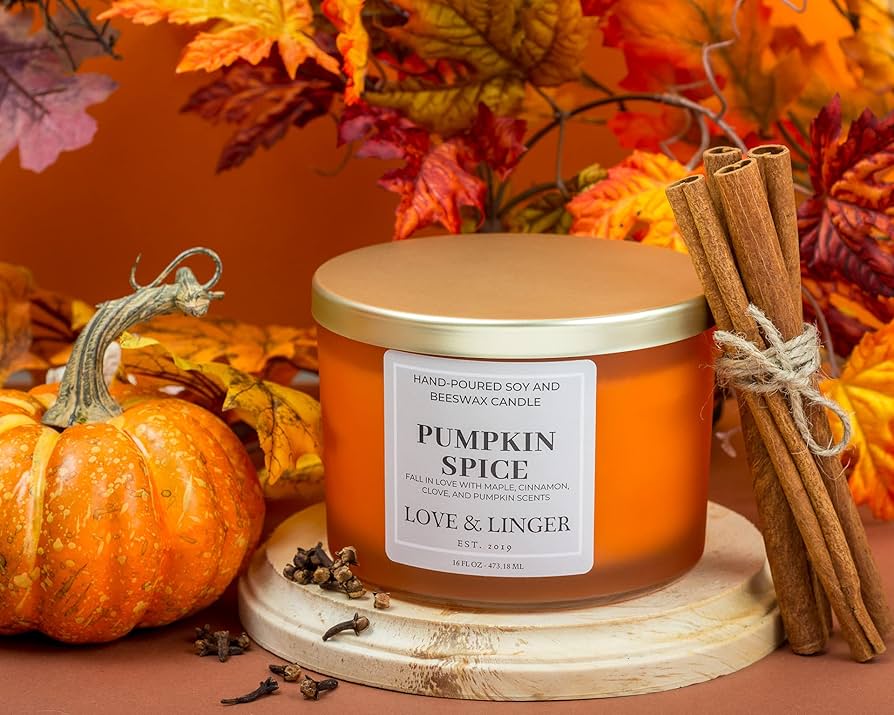 HAND-POURED SOY AND
BEESWAX CANDLE
PUMPKIN
SPICE
FALL IN LOVE WITH MAPLE, CINNAMON,
CLOVE, AND PUMPKIN SCENTS
LOVE & LINGER
EST. 2019
16 FL OZ - 473.18 ML